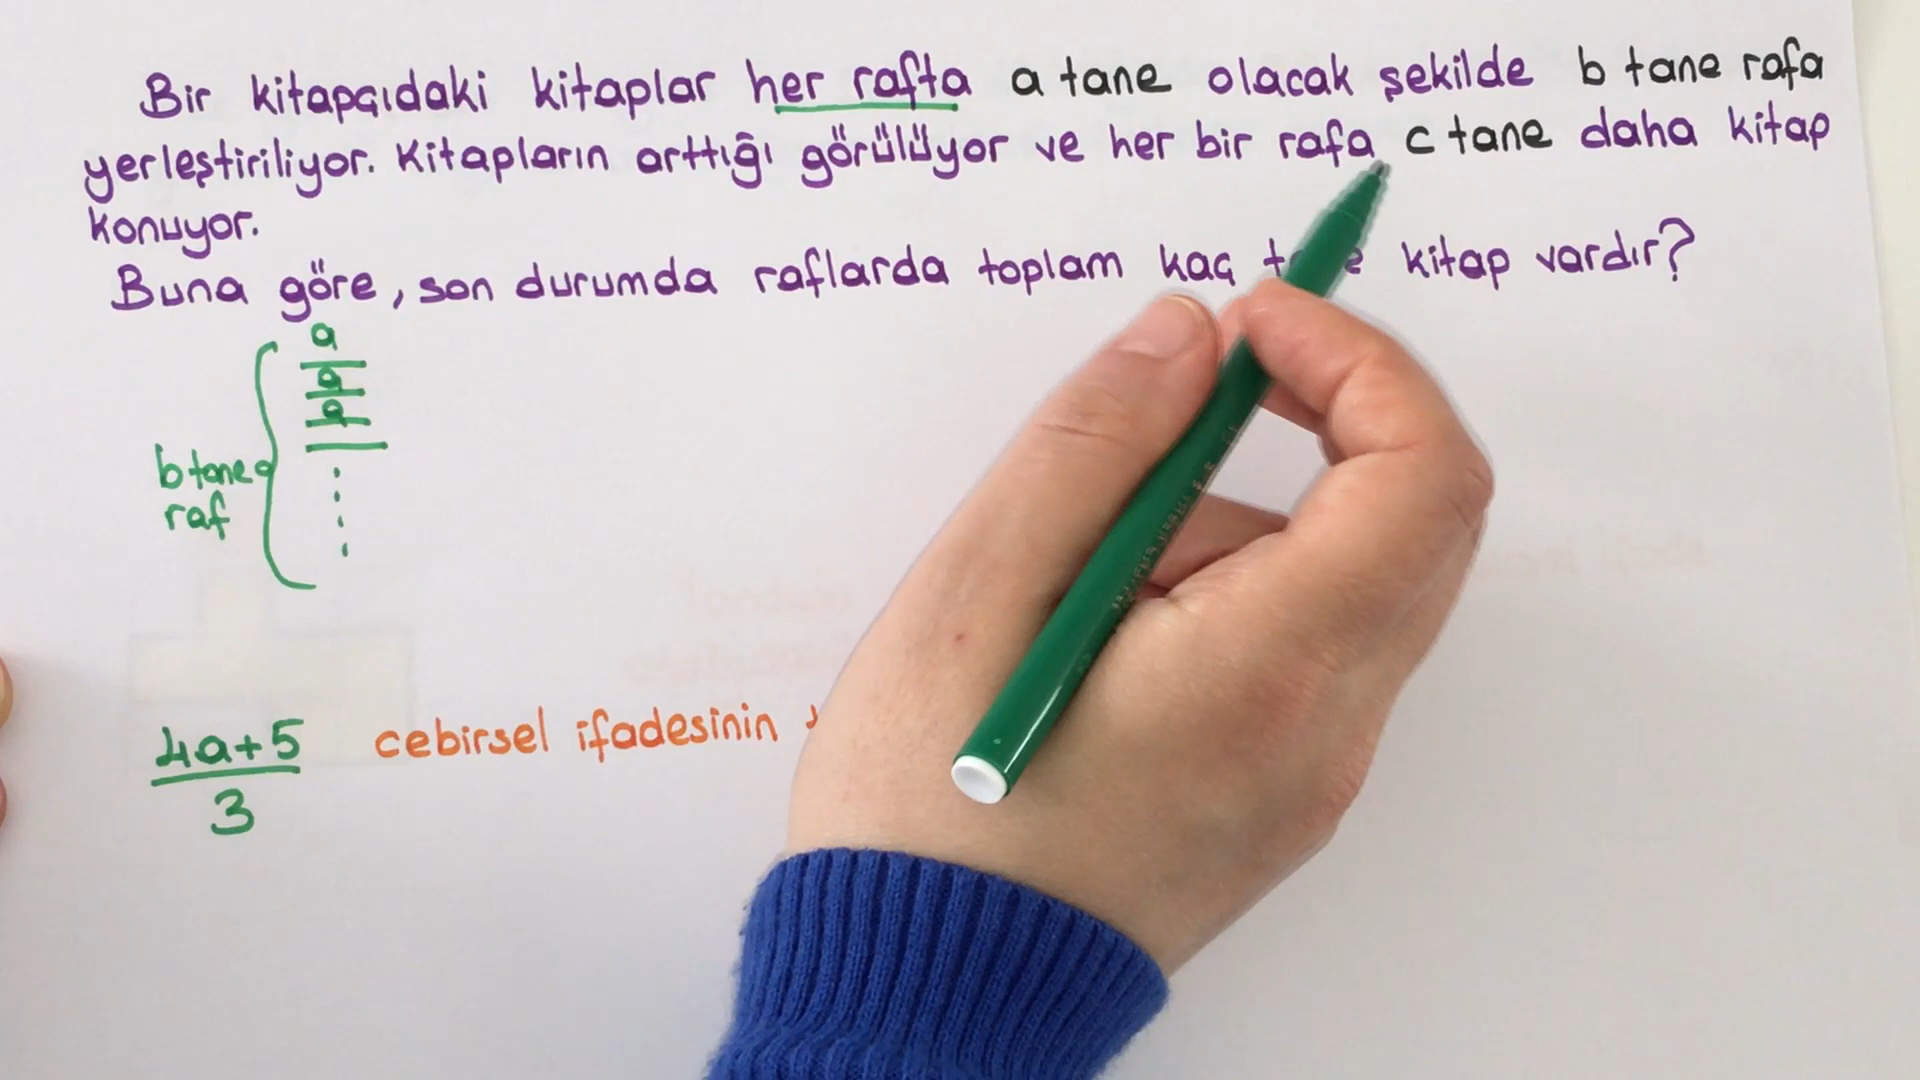 Bir kitapçıdaki kitaplar her rafta a tane olacak şekilde b tane rafa
yerleştiriliyor. Kitapların arttığı görülüyor ve her bir rafa c tane daha kitap
konuyor.
Buna göre, son durumda raflarda toplam kaç kitap vardır?
a
a
a
b tane
raf
4a+5
3
cebirsel ifadesinin